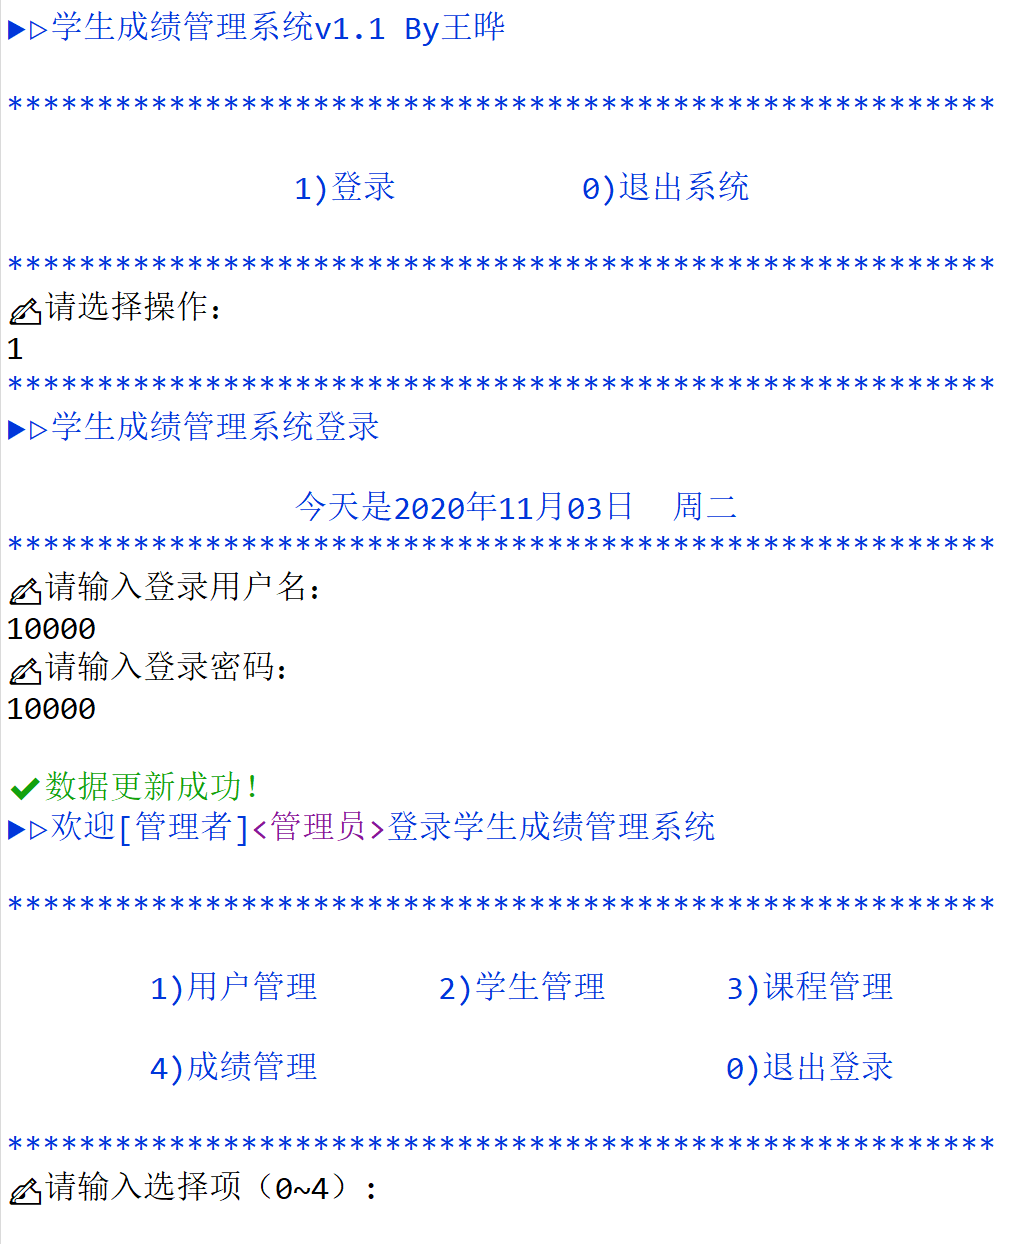 ▶▷学生成绩管理系统v1.1 By王晔
*******************************************************
1)登录 0)退出系统
*******************************************************
✍请选择操作：
1
*******************************************************
▶▷学生成绩管理系统登录
今天是2020年11月03日 周二
*******************************************************
✍请输入登录用户名：
10000
✍请输入登录密码：
10000
✔数据更新成功！
▶▷欢迎[管理者]<管理员>登录学生成绩管理系统
*******************************************************
1)用户管理 2)学生管理 3)课程管理
4)成绩管理 0)退出登录
*******************************************************
✍请输入选择项（0~4）：